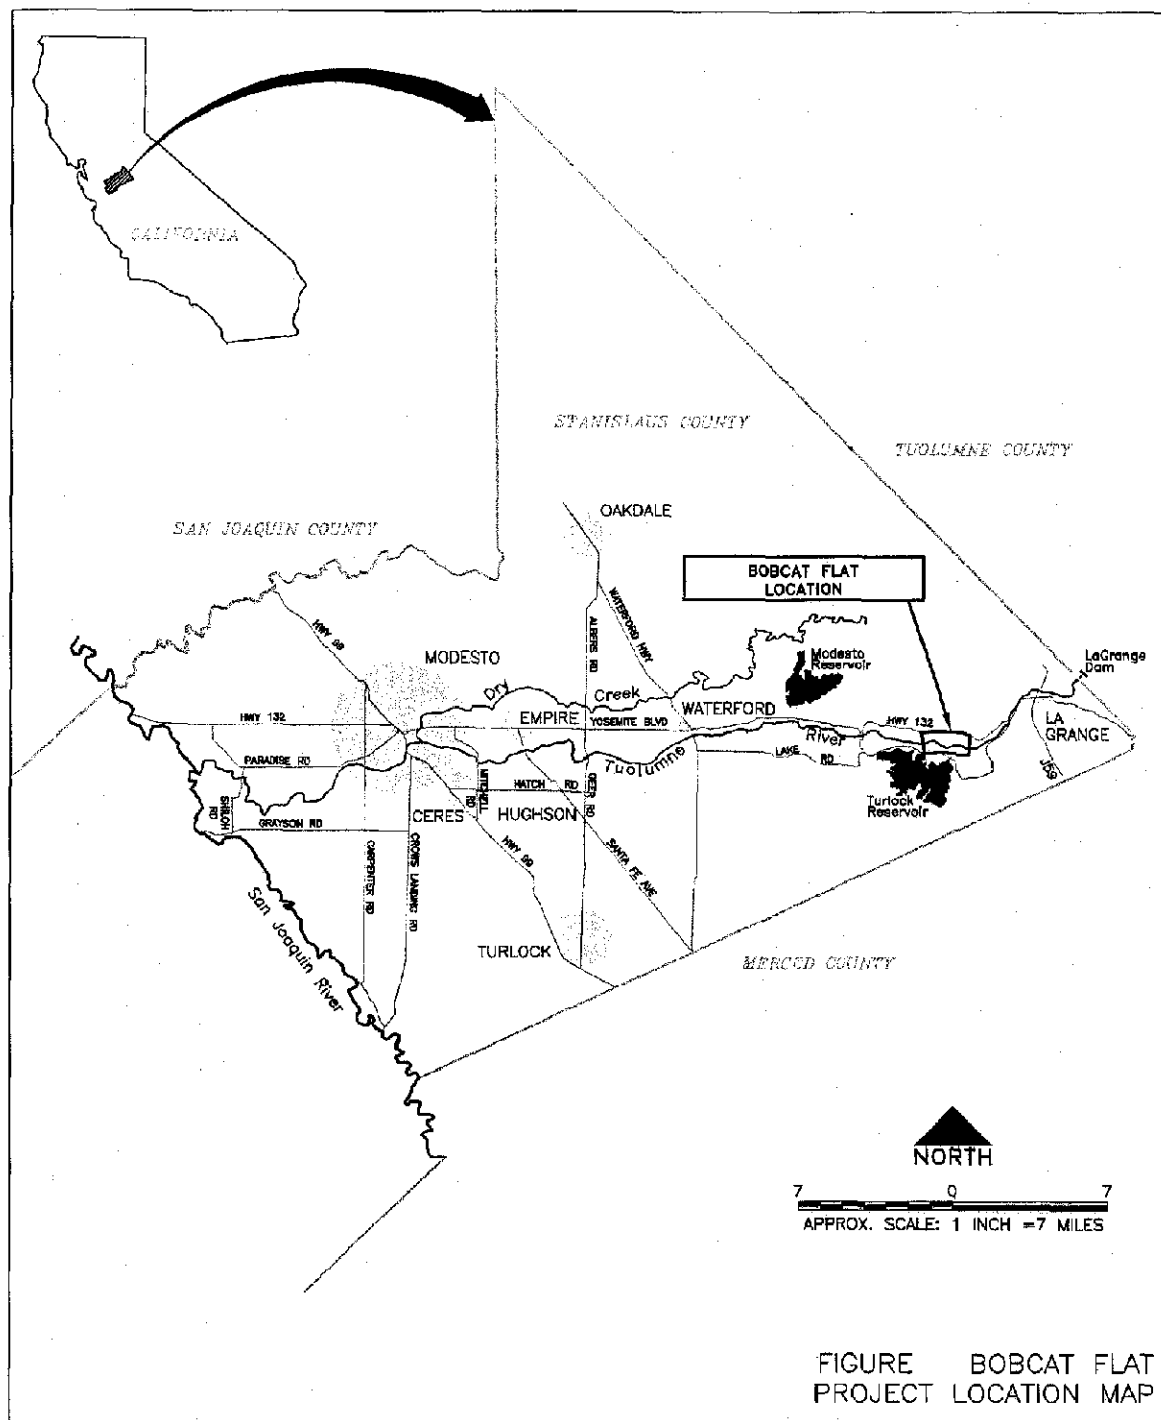 CALIFORNIA
STANISLAUS COUNTY
TUOLUMNE COUNTY
SAN JOAQUIN COUNTY
OAKDALE
BOBCAT FLAT
LOCATION
HWY 99
ALBERS RD
WATERFORD HWY
MODESTO
Modesto
Reservoir
LaGrange
Dam
Dry
Creek
WATERFORD
HWY 132
EMPIRE
YOSEMITE BLVD
HWY 132
LA
GRANGE
River
PARADISE RD
Tuolumne
LAKE
RD
J59
MITCHELL
RD
HATCH RD
GEER RD
Turlock
Reservoir
SHILOH
RD
GRAYSON RD
CERES
HUGHSON
CARPENTER RD
CROWS LANDING RD
HWY 99
SANTA FE AVE
San Joaquin River
TURLOCK
MERCED COUNTY
NORTH
7 0 7
APPROX. SCALE: 1 INCH =7 MILES
FIGURE BOBCAT FLAT
PROJECT LOCATION MAP